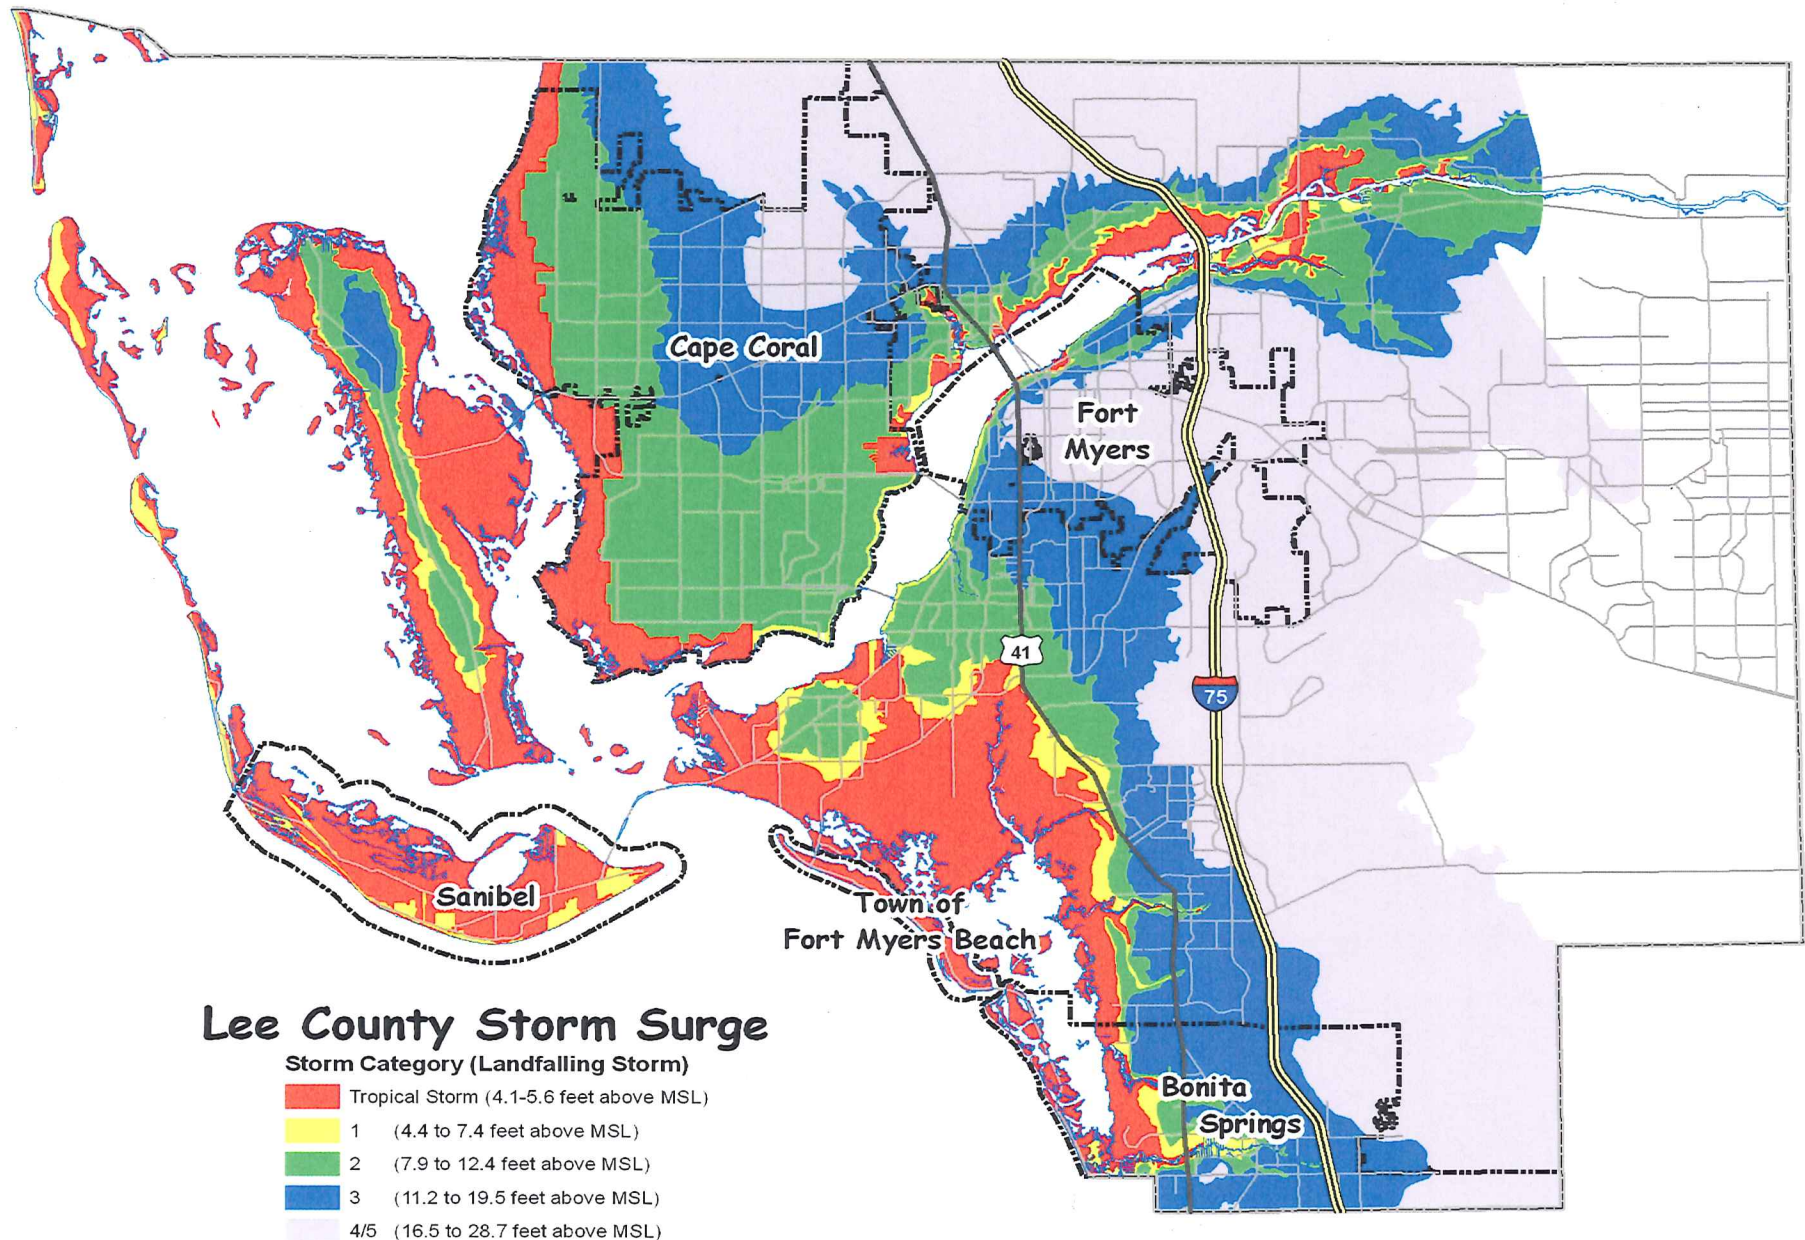 Cape Coral
Fort
Myers
41
75
Sanibel
Town of
Fort Myers Beach
Lee County Storm Surge
Storm Category (Landfalling Storm)
Tropical Storm (4.1-5.6 feet above MSL)
1 (4.4 to 7.4 feet above MSL)
2 (7.9 to 12.4 feet above MSL)
3 (11.2 to 19.5 feet above MSL)
4/5 (16.5 to 28.7 feet above MSL)
Bonita
Springs